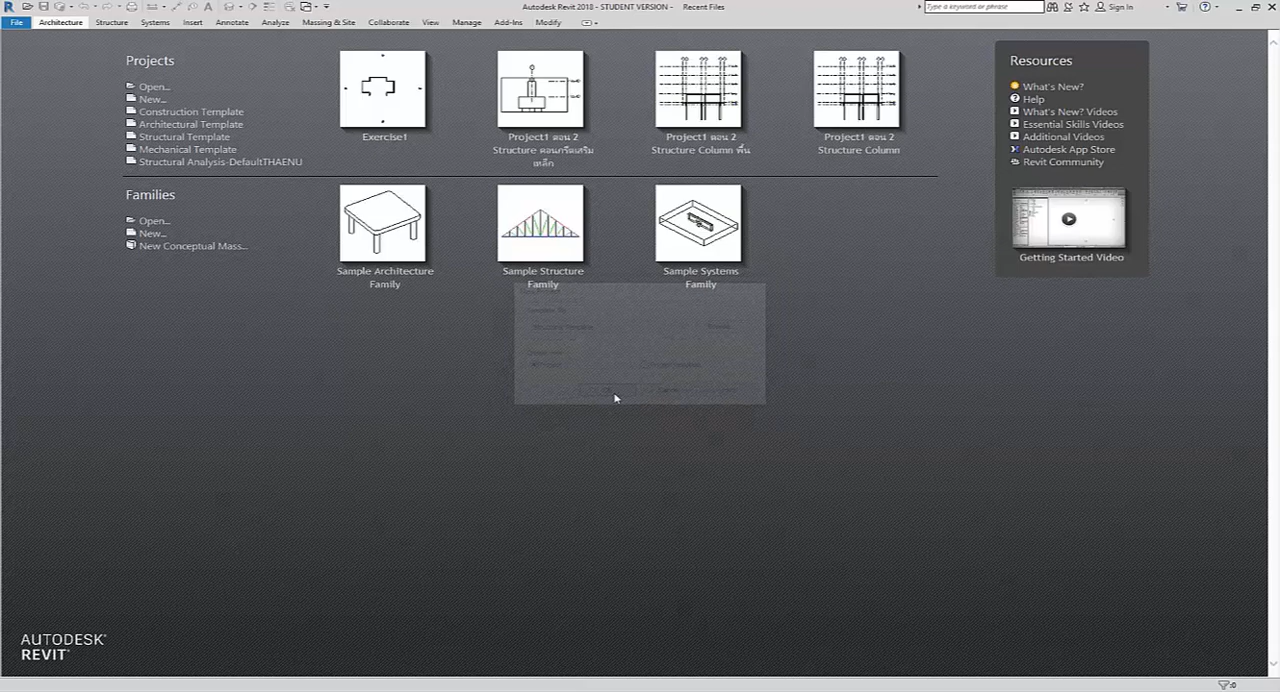 Autodesk Revit 2018 - STUDENT VERSION - Recent Files
Type a keyword or phrase
Sign In
File Architecture Structure Systems Insert Annotate Analyze Massing & Site Collaborate View Manage Add-Ins Modify
Projects
Open...
New...
Construction Template
Architectural Template
Structural Template
Mechanical Template
Structural Analysis-DefaultTHAENU
Exercise1
Project1 ตอน 2
Structure คอนกรีตเสริม
เหล็ก
Project1 ตอน 2
Structure Column พื้น
Project1 ตอน 2
Structure Column
Families
Open...
New...
New Conceptual Mass...
Sample Architecture
Family
Sample Structure
Family
Sample Systems
Family
Resources
What's New?
Help
What's New? Videos
Essential Skills Videos
Additional Videos
Autodesk App Store
Revit Community
Getting Started Video
AUTODESK®
REVIT®
:0